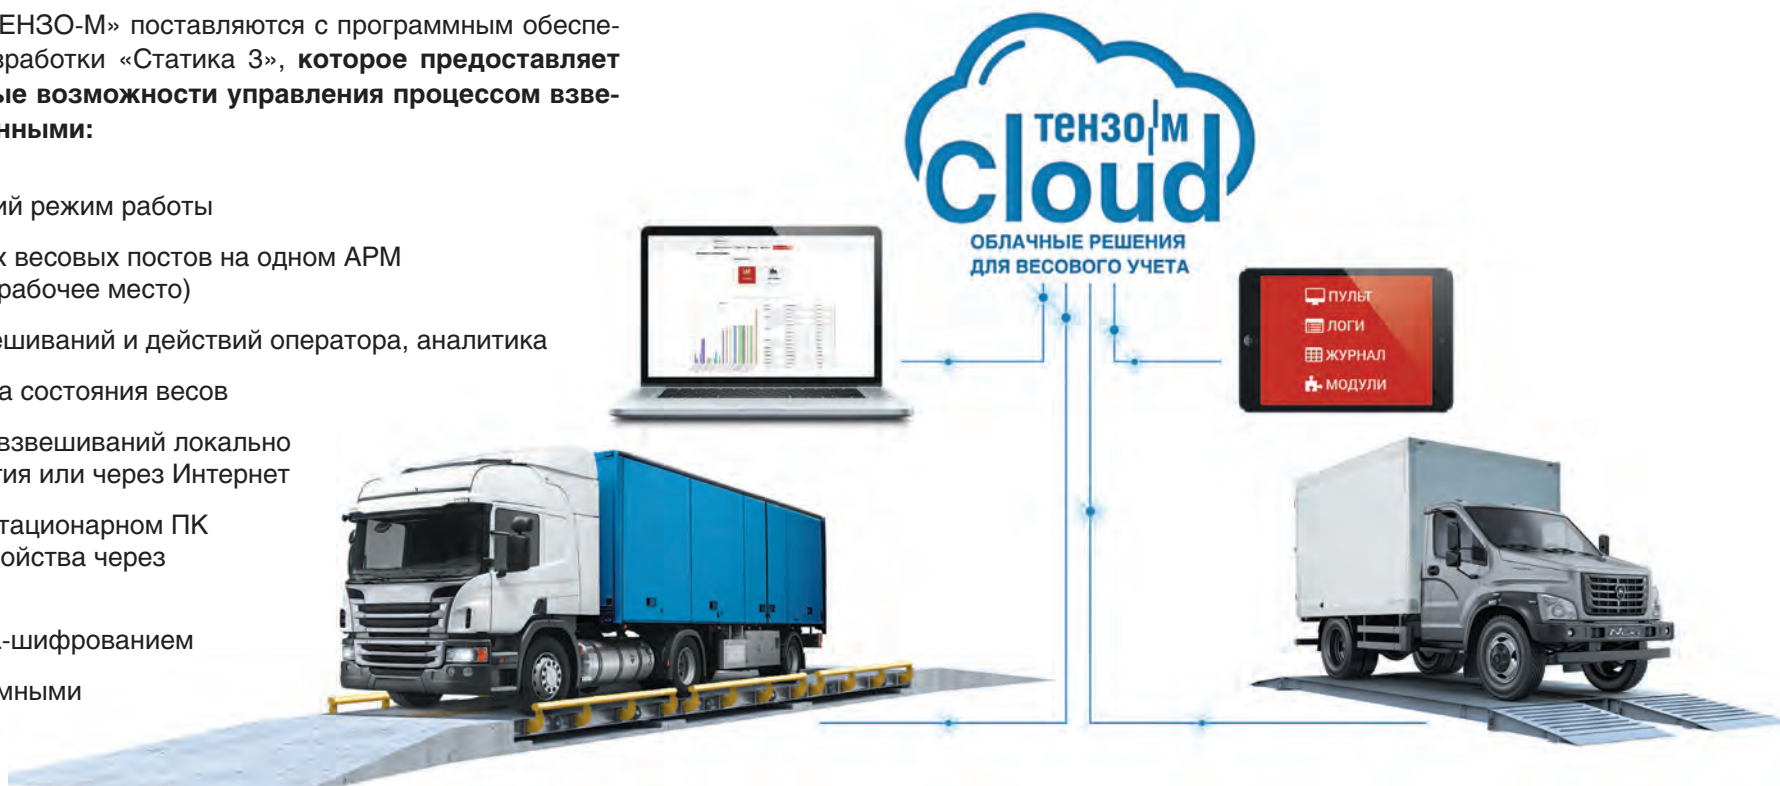 ЕНЗО-М» поставляются с программным обеспе-
зработки «Статика 3», которое предоставляет
ые возможности управления процессом взве-
нными:
ий режим работы
х весовых постов на одном АРМ
рабочее место)
ешиваний и действий оператора, аналитика
а состояния весов
взвешиваний локально
тия или через Интернет
тационарном ПК
ройства через
-шифрованием
мными
тензо-м
Cloud
ОБЛАЧНЫЕ РЕШЕНИЯ
ДЛЯ ВЕСОВОГО УЧЕТА
ПУЛЬТ
ЛОГИ
ЖУРНАЛ
МОДУЛИ